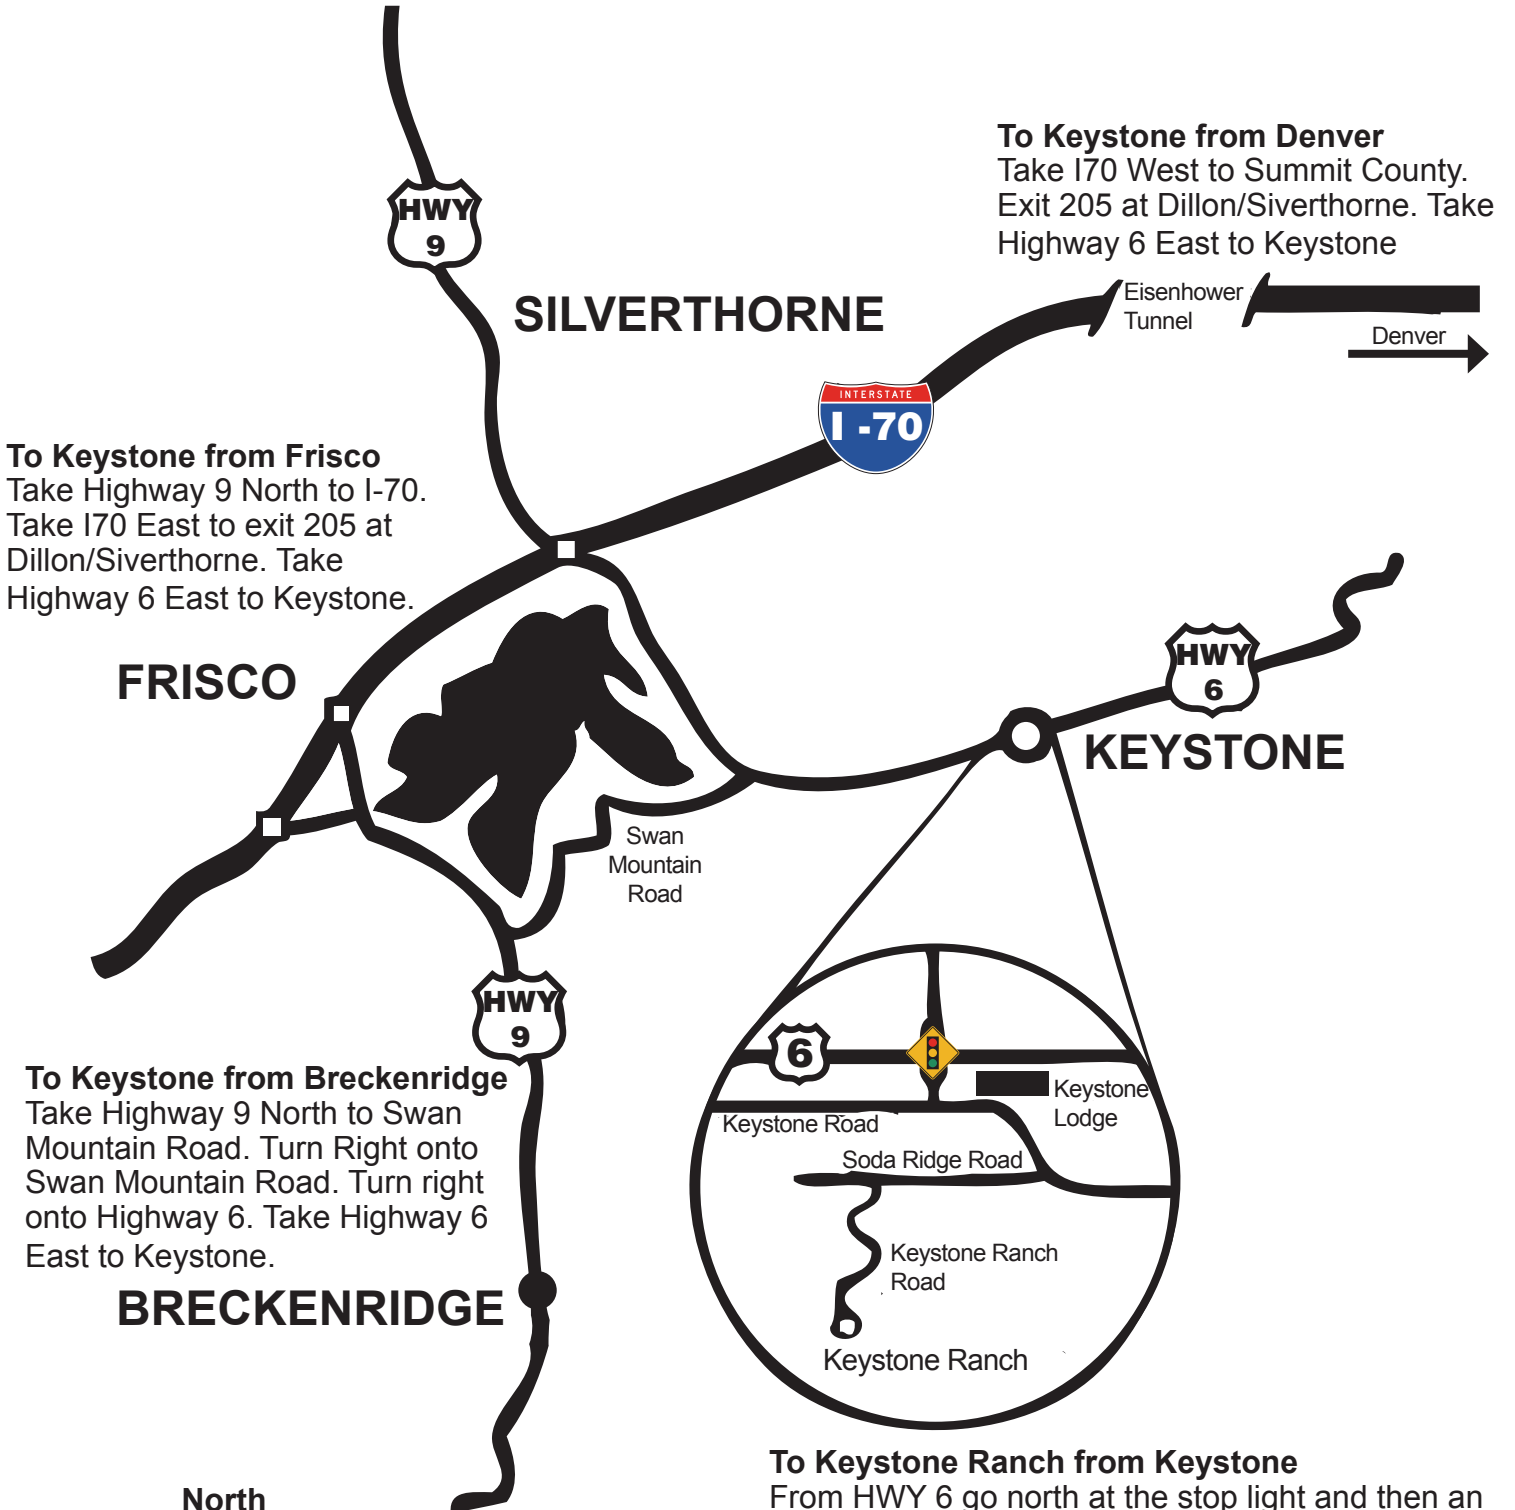 HWY
9
To Keystone from Denver
Take I70 West to Summit County.
Exit 205 at Dillon/Siverthorne. Take
Highway 6 East to Keystone
SILVERTHORNE
Eisenhower
Tunnel
Denver
INTERSTATE
I -70
To Keystone from Frisco
Take Highway 9 North to I-70.
Take I70 East to exit 205 at
Dillon/Siverthorne. Take
Highway 6 East to Keystone.
FRISCO
HWY
6
KEYSTONE
Swan
Mountain
Road
HWY
9
To Keystone from Breckenridge
Take Highway 9 North to Swan
Mountain Road. Turn Right onto
Swan Mountain Road. Turn right
onto Highway 6. Take Highway 6
East to Keystone.
BRECKENRIDGE
6
Keystone
Lodge
Keystone Road
Soda Ridge Road
Keystone Ranch
Road
Keystone Ranch
To Keystone Ranch from Keystone
From HWY 6 go north at the stop light and then an
North